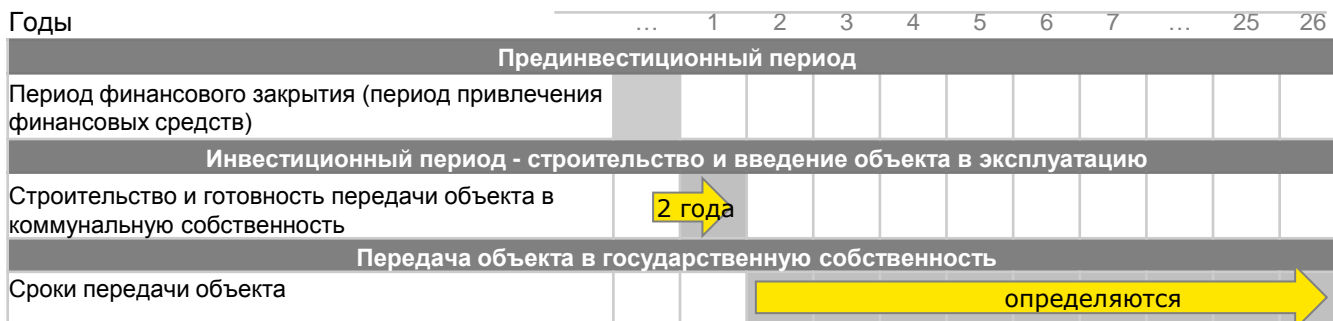 Годы … 1 2 3 4 5 6 7 … 25 26
Прединвестиционный период
Период финансового закрытия (период привлечения
финансовых средств)
Инвестиционный период - строительство и введение объекта в эксплуатацию
Строительство и готовность передачи объекта в
коммунальную собственность
2 года
Передача объекта в государственную собственность
Сроки передачи объекта
определяются